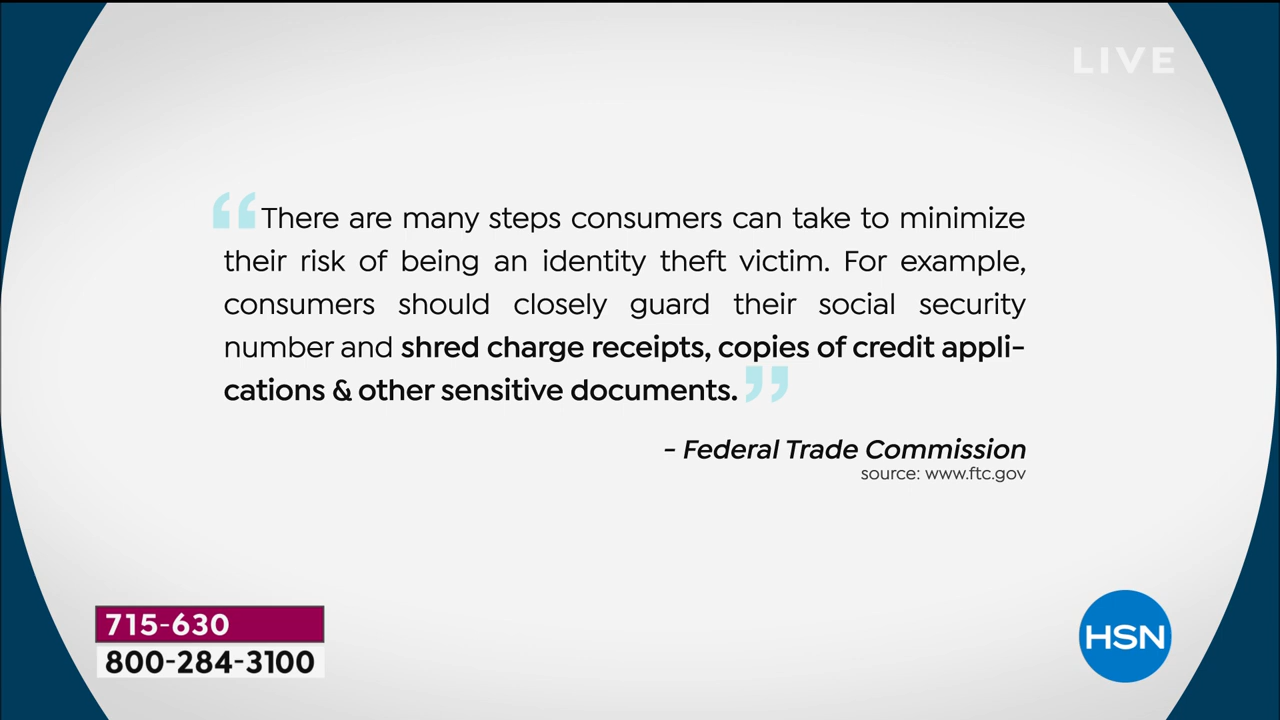 LIVE
“There are many steps consumers can take to minimize
their risk of being an identity theft victim. For example,
consumers should closely guard their social security
number and shred charge receipts, copies of credit appli-
cations & other sensitive documents.”
- Federal Trade Commission
source: www.ftc.gov
715-630
800-284-3100
HSN